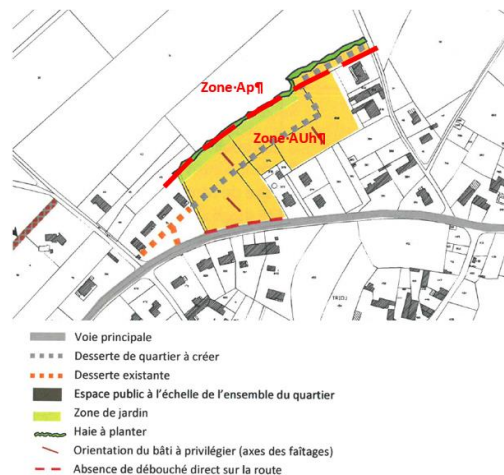 Zone·Ap¶
Zone·AUh¶
Voie principale
Desserte de quartier à créer
Desserte existante
Espace public à l'échelle de l'ensemble du quartier
Zone de jardin
Haie à planter
Orientation du bâti à privilégier (axes des faîtages)
Absence de débouché direct sur la route